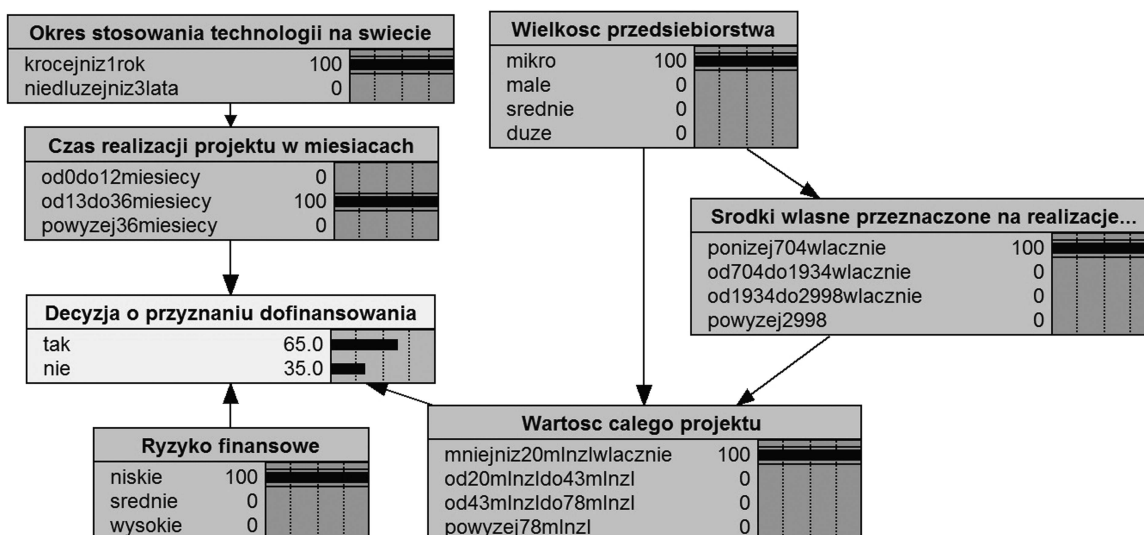 Okres stosowania technologii na swiecie
krocejniz1rok 100
niedluzejniz3lata 0
Wielkosc przedsiebiorstwa
mikro 100
male 0
srednie 0
duze 0
Czas realizacji projektu w miesiacach
od0do12miesiecy 0
od13do36miesiecy 100
powyzej36miesiecy 0
Srodki wlasne przeznaczone na realizacje...
ponizej704wlacznie 100
od704do1934wlacznie 0
od1934do2998wlacznie 0
powyzej2998 0
Decyzja o przyznaniu dofinansowania
tak 65.0
nie 35.0
Ryzyko finansowe
niskie 100
srednie 0
wysokie 0
Wartosc calego projektu
mniejniz20mlnzlwlacznie 100
od20mlnzldo43mlnzl 0
od43mlnzldo78mlnzl 0
powyzej78mlnzl 0